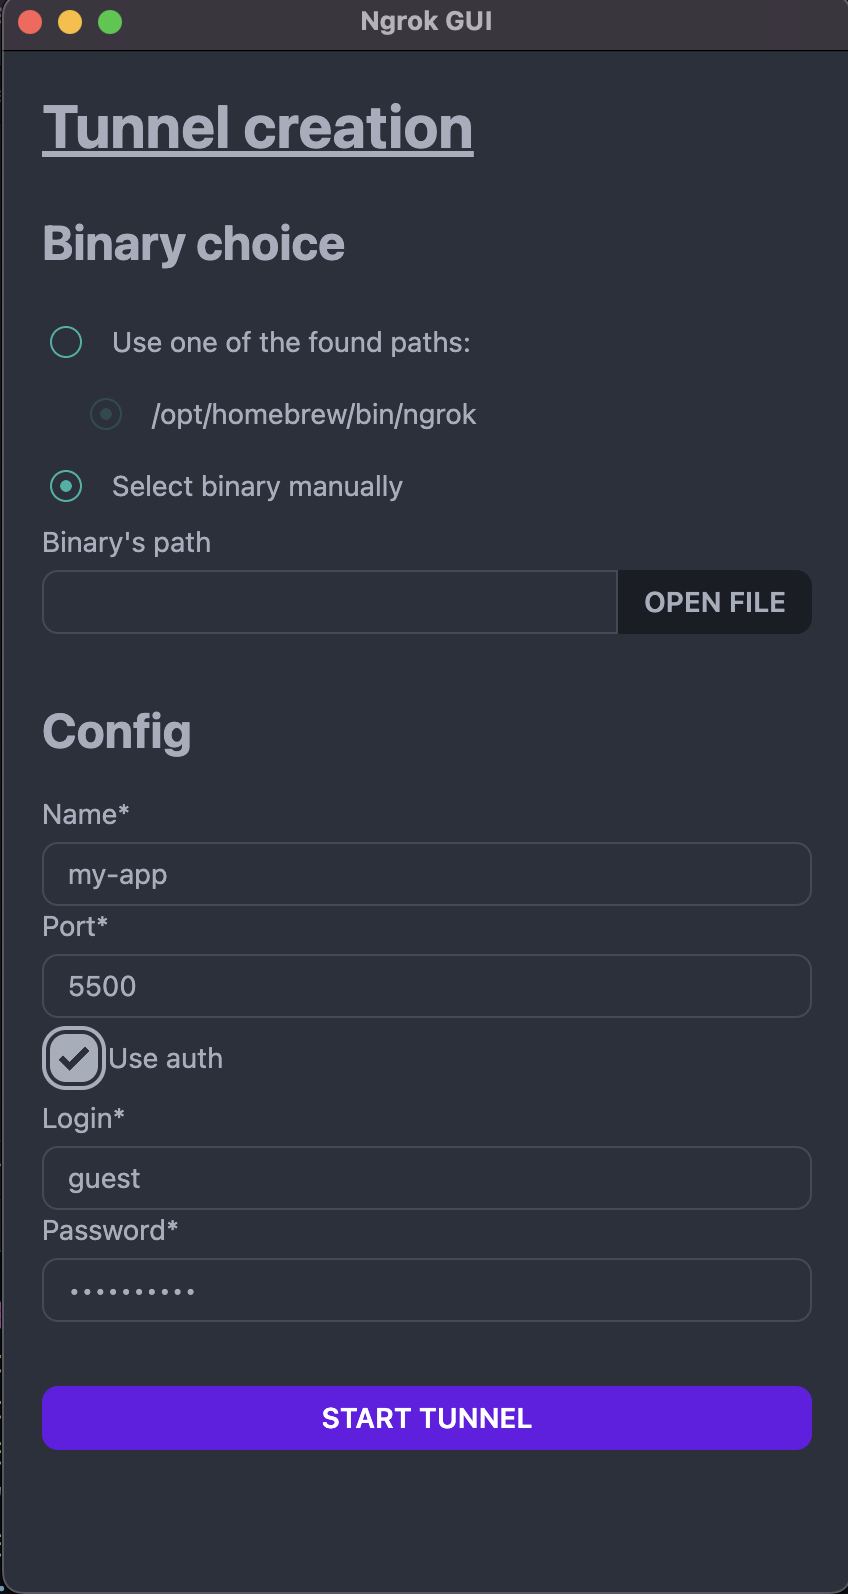 Ngrok GUI
Tunnel creation
Binary choice
Use one of the found paths:
/opt/homebrew/bin/ngrok
Select binary manually
Binary's path
OPEN FILE
Config
Name*
my-app
Port*
5500
Use auth
Login*
guest
Password*
••••••••••
START TUNNEL